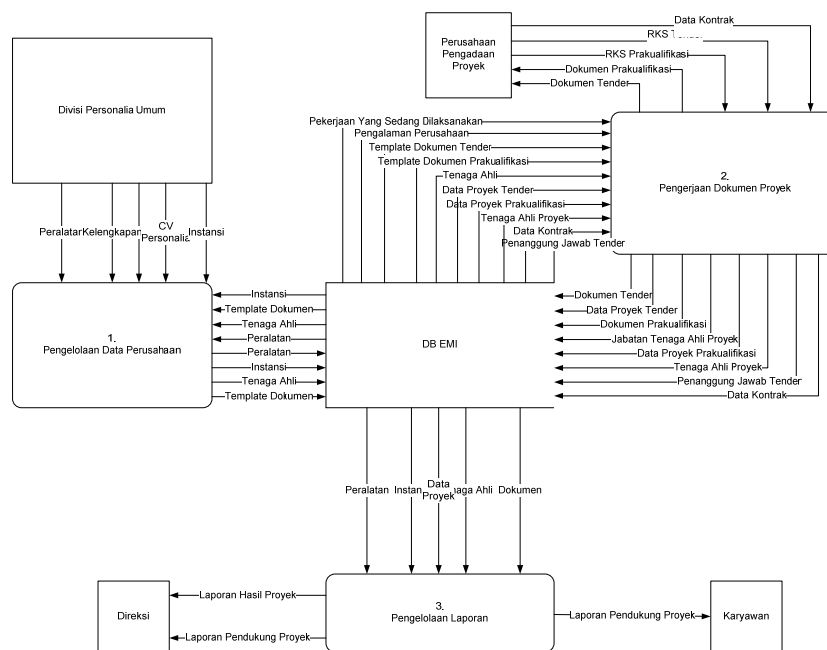 Data Kontrak
RKS Tender
RKS Prakualifikasi
Dokumen Prakualifikasi
Dokumen Tender
Perusahaan
Pengadaan
Proyek
Divisi Personalia Umum
Pekerjaan Yang Sedang Dilaksanakan
Pengalaman Perusahaan
Template Dokumen Tender
Template Dokumen Prakualifikasi
Tenaga Ahli
Data Proyek Tender
Data Proyek Prakualifikasi
Tenaga Ahli Proyek
Data Kontrak
Penanggung Jawab Tender
2.
Pengerjaan Dokumen Proyek
Peralatan
Kelengkapan
CV
Personalia
Instansi
1.
Pengelolaan Data Perusahaan
Instansi
Template Dokumen
Tenaga Ahli
Peralatan
Peralatan
Instansi
Tenaga Ahli
Template Dokumen
DB EMI
Dokumen Tender
Data Proyek Tender
Dokumen Prakualifikasi
Jabatan Tenaga Ahli Proyek
Data Proyek Prakualifikasi
Tenaga Ahli Proyek
Penanggung Jawab Tender
Data Kontrak
Peralatan
Data
Proyek
Ahli
Dokumen
Direksi
Laporan Hasil Proyek
Laporan Pendukung Proyek
3.
Pengelolaan Laporan
Laporan Pendukung Proyek
Karyawan